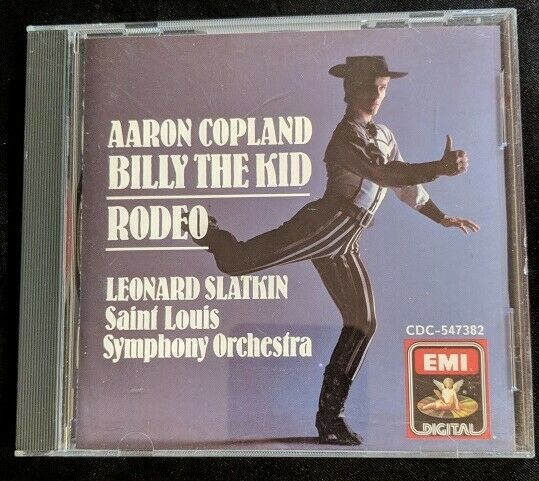 AARON COPLAND
BILLY THE KID
RODEO
LEONARD SLATKIN
Saint Louis
Symphony Orchestra
CDC-547382
EMI
DIGITAL